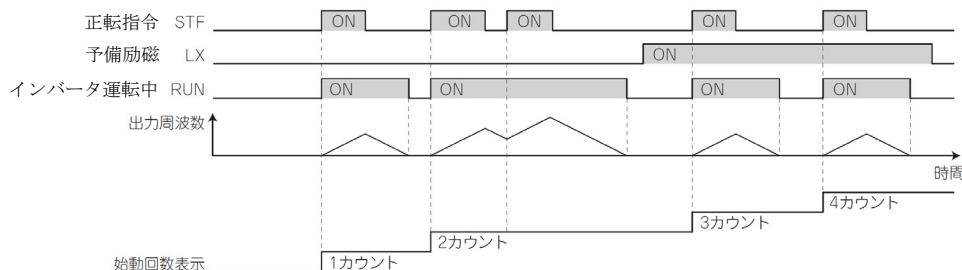 正転指令 STF ON ON ON ON ON
予備励磁 LX ON
インバータ運転中 RUN ON ON ON ON
出力周波数
時間
4カウント
3カウント
2カウント
始動回数表示 1カウント